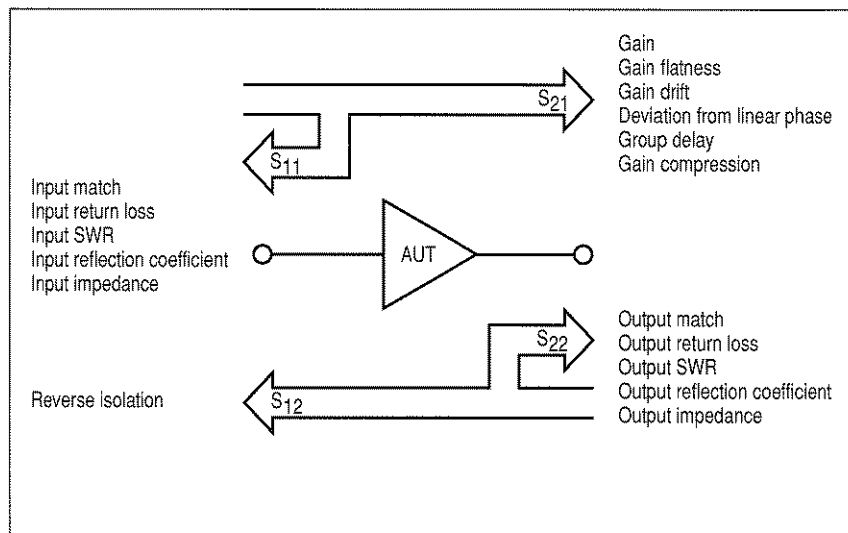 Gain
Gain flatness
Gain drift
Deviation from linear phase
Group delay
Gain compression
S21
S11
Input match
Input return loss
Input SWR
Input reflection coefficient
Input impedance
AUT
Output match
Output return loss
Output SWR
Output reflection coefficient
Output impedance
S22
Reverse isolation
S12